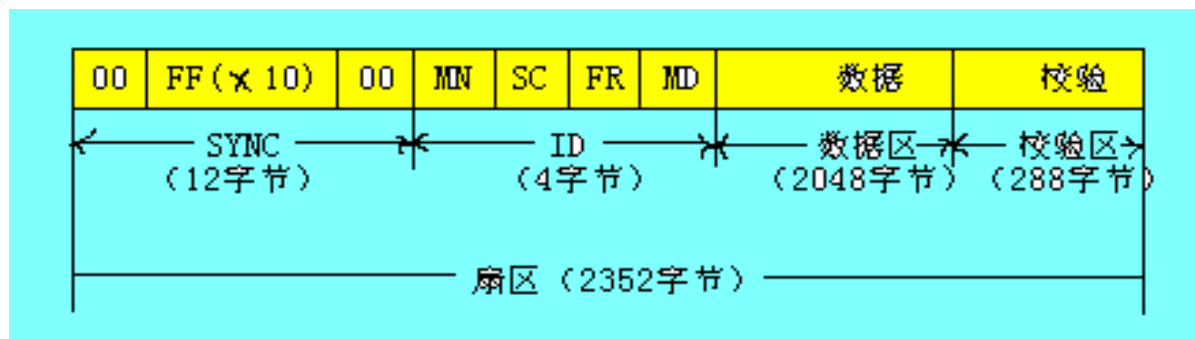 00 FF(×10) 00 MN SC FR MD 数据 校验
SYNC ID 数据区 校验区
(12字节) (4字节) (2048字节) (288字节)
扇区 (2352字节)